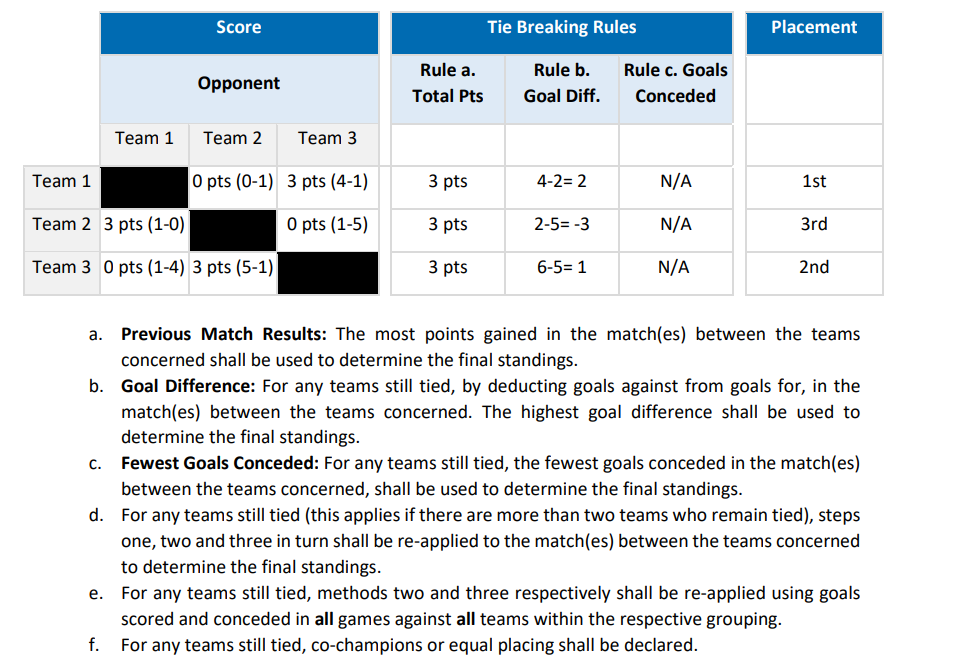 Score Tie Breaking Rules Placement
Opponent Rule a. Total Pts Rule b. Goal Diff. Rule c. Goals Conceded
Team 1 Team 2 Team 3
Team 1 0 pts (0-1) 3 pts (4-1) 3 pts 4-2= 2 N/A 1st
Team 2 3 pts (1-0) 0 pts (1-5) 3 pts 2-5= -3 N/A 3rd
Team 3 0 pts (1-4) 3 pts (5-1) 3 pts 6-5= 1 N/A 2nd
a. Previous Match Results: The most points gained in the match(es) between the teams
concerned shall be used to determine the final standings.
b. Goal Difference: For any teams still tied, by deducting goals against from goals for, in the
match(es) between the teams concerned. The highest goal difference shall be used to
determine the final standings.
c. Fewest Goals Conceded: For any teams still tied, the fewest goals conceded in the match(es)
between the teams concerned, shall be used to determine the final standings.
d. For any teams still tied (this applies if there are more than two teams who remain tied), steps
one, two and three in turn shall be re-applied to the match(es) between the teams concerned
to determine the final standings.
e. For any teams still tied, methods two and three respectively shall be re-applied using goals
scored and conceded in all games against all teams within the respective grouping.
f. For any teams still tied, co-champions or equal placing shall be declared.